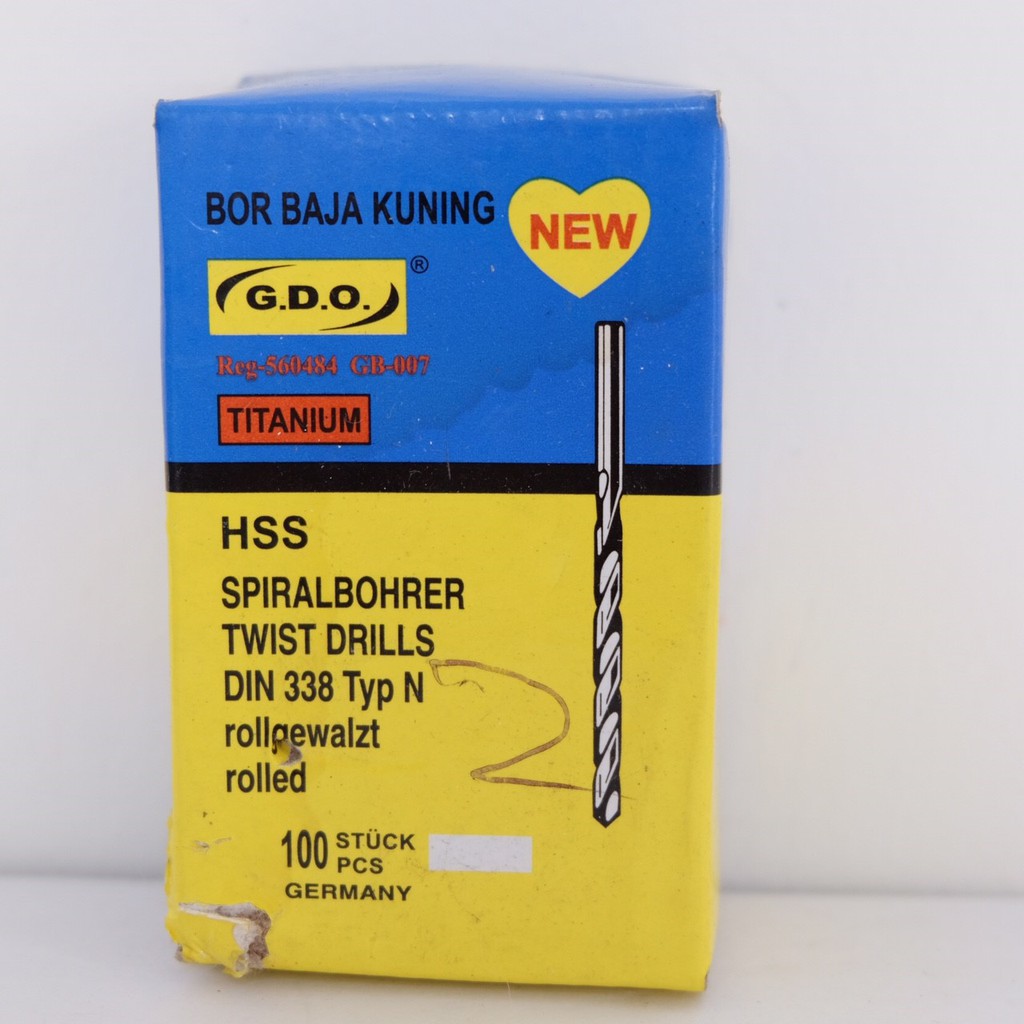 BOR BAJA KUNING
NEW
G.D.O. ®
Reg-560484 GB-007
TITANIUM
HSS
SPIRALBOHRER
TWIST DRILLS
DIN 338 Typ N
rollgewalzt
rolled
2
100 STÜCK
PCS
GERMANY